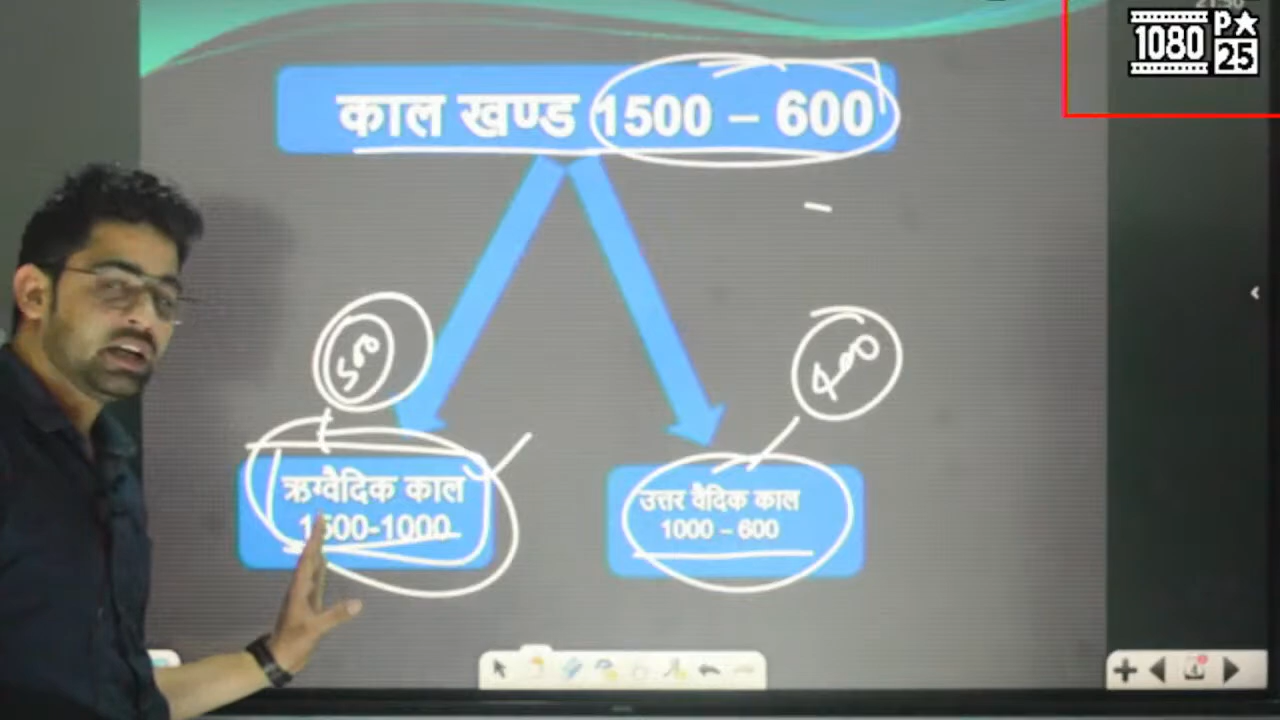 1080 P★
25
काल खण्ड 1500 – 600
500
400
ऋग्वैदिक काल
1500-1000
उत्तर वैदिक काल
1000 – 600